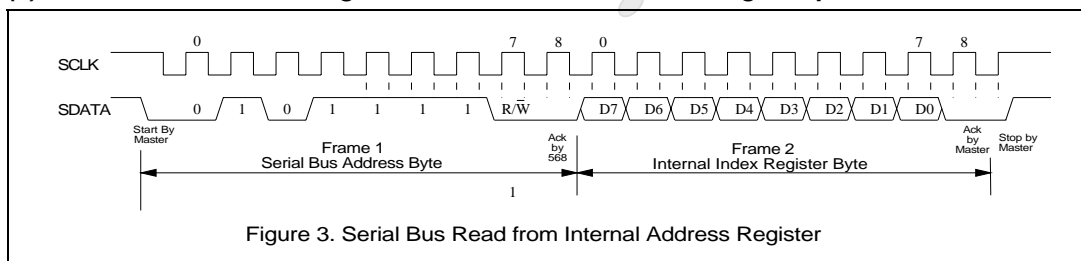 0 7 8 0 7 8
SCLK
SDATA 0 1 0 1 1 1 1 R/W̅ D7 D6 D5 D4 D3 D2 D1 D0
Start By
Master
Ack
by
568
Ack
by
Master
Stop by
Master
Frame 1
Serial Bus Address Byte
Frame 2
Internal Index Register Byte
1
Figure 3. Serial Bus Read from Internal Address Register